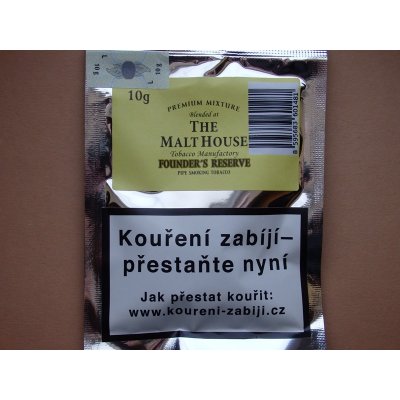 10g
PREMIUM MIXTURE
Blended at
THE
MALT HOUSE
Tobacco Manufactory
FOUNDER'S RESERVE
PIPE SMOKING TOBACCO
Kouření zabíjí–
přestaňte nyní
Jak přestat kouřit:
www.koureni-zabiji.cz